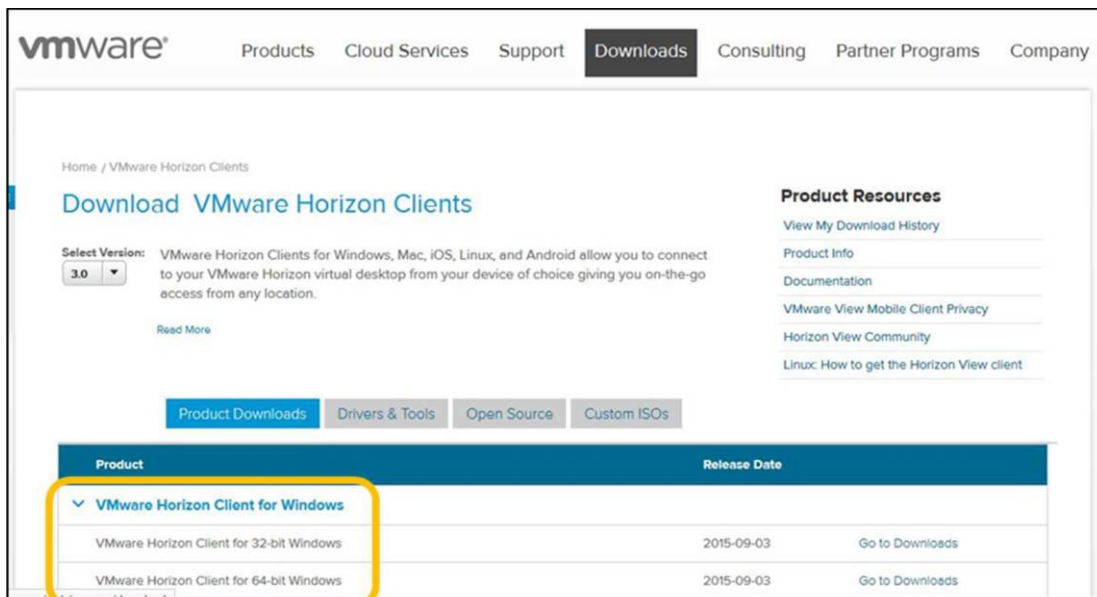 vmware®
Products Cloud Services Support Downloads Consulting Partner Programs Company
Home / VMware Horizon Clients
Download VMware Horizon Clients
Select Version:
3.0
VMware Horizon Clients for Windows, Mac, iOS, Linux, and Android allow you to connect
to your VMware Horizon virtual desktop from your device of choice giving you on-the-go
access from any location.
Read More
Product Resources
View My Download History
Product Info
Documentation
VMware View Mobile Client Privacy
Horizon View Community
Linux: How to get the Horizon View client
Product Downloads Drivers & Tools Open Source Custom ISOs
Product Release Date
VMware Horizon Client for Windows
VMware Horizon Client for 32-bit Windows 2015-09-03 Go to Downloads
VMware Horizon Client for 64-bit Windows 2015-09-03 Go to Downloads